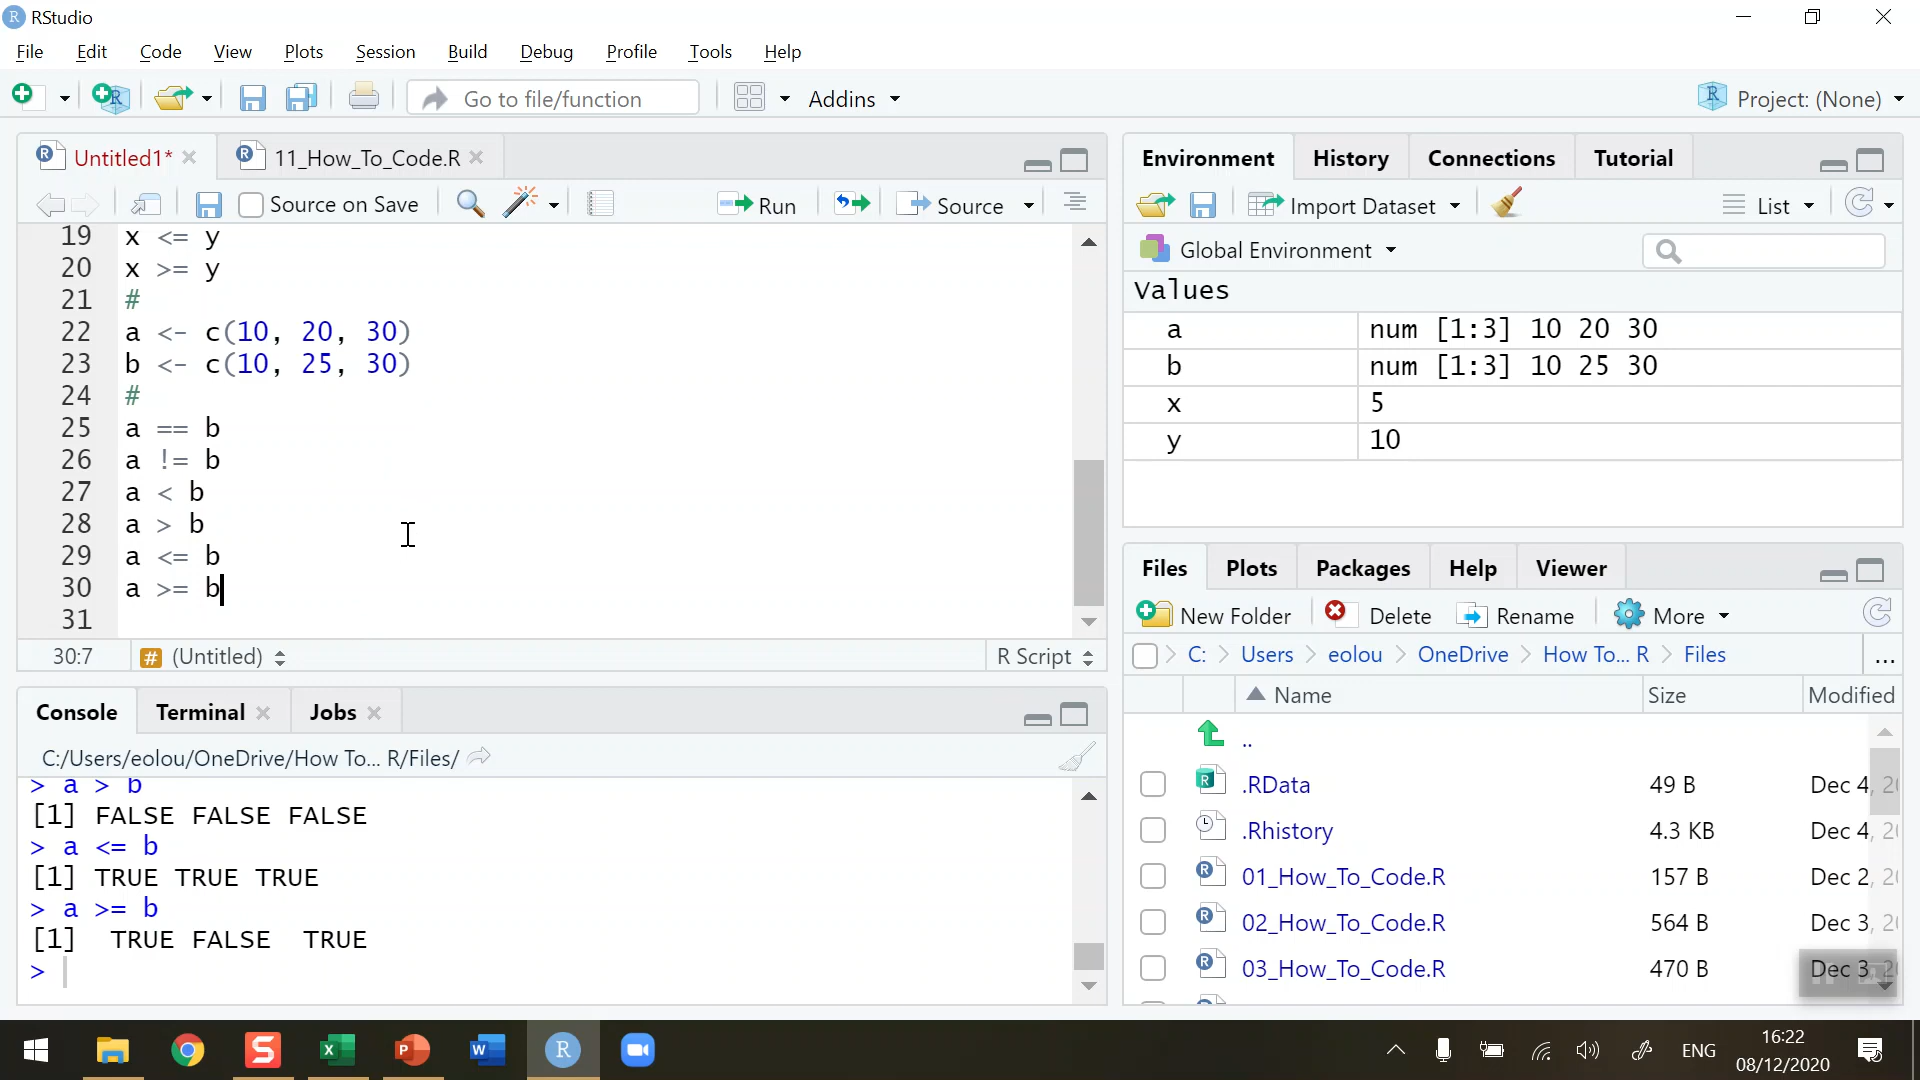 RStudio
File Edit Code View Plots Session Build Debug Profile Tools Help
Go to file/function Addins Project: (None)
Untitled1* 11_How_To_Code.R
Source on Save Run Source
19 x <= y
20 x >= y
21 #
22 a <- c(10, 20, 30)
23 b <- c(10, 25, 30)
24 #
25 a == b
26 a != b
27 a < b
28 a > b
29 a <= b
30 a >= b
31
30:7 # (Untitled) R Script
Console Terminal Jobs
C:/Users/eolou/OneDrive/How To... R/Files/
> a > b
[1] FALSE FALSE FALSE
> a <= b
[1] TRUE TRUE TRUE
> a >= b
[1] TRUE FALSE TRUE
>
Environment History Connections Tutorial
Import Dataset List
Global Environment
Values
a num [1:3] 10 20 30
b num [1:3] 10 25 30
x 5
y 10
Files Plots Packages Help Viewer
New Folder Delete Rename More
C: > Users > eolou > OneDrive > How To... R > Files ...
Name Size Modified
..
.RData 49 B Dec 4,
.Rhistory 4.3 KB Dec 4,
01_How_To_Code.R 157 B Dec 2,
02_How_To_Code.R 564 B Dec 3,
03_How_To_Code.R 470 B Dec 3,
ENG 16:22
08/12/2020